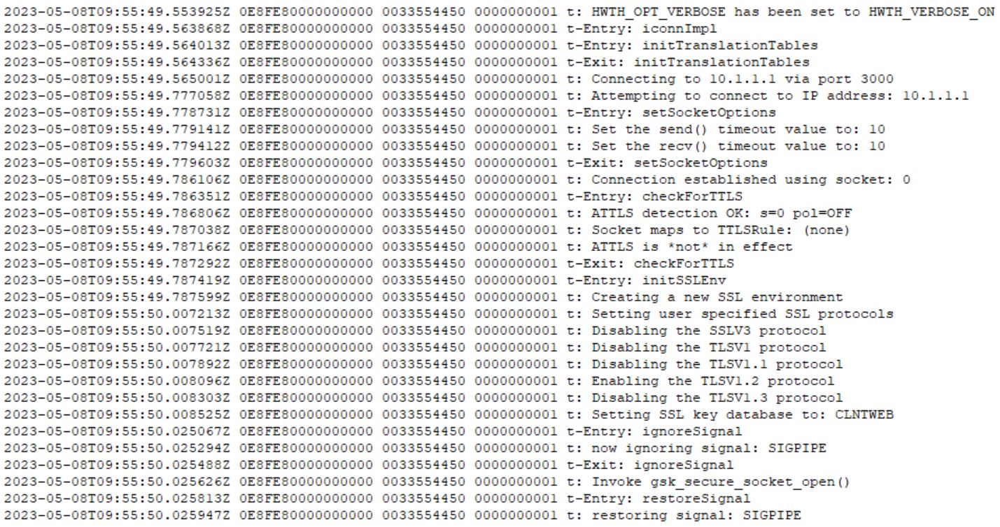 2023-05-08T09:55:49.553925Z 0E8FE80000000000 0033554450 0000000001 t: HWTH_OPT_VERBOSE has been set to HWTH_VERBOSE_ON
2023-05-08T09:55:49.563868Z 0E8FE80000000000 0033554450 0000000001 t-Entry: iconnImpl
2023-05-08T09:55:49.564013Z 0E8FE80000000000 0033554450 0000000001 t-Entry: initTranslationTables
2023-05-08T09:55:49.564336Z 0E8FE80000000000 0033554450 0000000001 t-Exit: initTranslationTables
2023-05-08T09:55:49.565001Z 0E8FE80000000000 0033554450 0000000001 t: Connecting to 10.1.1.1 via port 3000
2023-05-08T09:55:49.777058Z 0E8FE80000000000 0033554450 0000000001 t: Attempting to connect to IP address: 10.1.1.1
2023-05-08T09:55:49.778731Z 0E8FE80000000000 0033554450 0000000001 t-Entry: setSocketOptions
2023-05-08T09:55:49.779141Z 0E8FE80000000000 0033554450 0000000001 t: Set the send() timeout value to: 10
2023-05-08T09:55:49.779412Z 0E8FE80000000000 0033554450 0000000001 t: Set the recv() timeout value to: 10
2023-05-08T09:55:49.779603Z 0E8FE80000000000 0033554450 0000000001 t-Exit: setSocketOptions
2023-05-08T09:55:49.786106Z 0E8FE80000000000 0033554450 0000000001 t: Connection established using socket: 0
2023-05-08T09:55:49.786351Z 0E8FE80000000000 0033554450 0000000001 t-Entry: checkForTTLS
2023-05-08T09:55:49.786806Z 0E8FE80000000000 0033554450 0000000001 t: ATTLS detection OK: s=0 pol=OFF
2023-05-08T09:55:49.787038Z 0E8FE80000000000 0033554450 0000000001 t: Socket maps to TTLSRule: (none)
2023-05-08T09:55:49.787166Z 0E8FE80000000000 0033554450 0000000001 t: ATTLS is *not* in effect
2023-05-08T09:55:49.787292Z 0E8FE80000000000 0033554450 0000000001 t-Exit: checkForTTLS
2023-05-08T09:55:49.787419Z 0E8FE80000000000 0033554450 0000000001 t-Entry: initSSLEnv
2023-05-08T09:55:49.787599Z 0E8FE80000000000 0033554450 0000000001 t: Creating a new SSL environment
2023-05-08T09:55:50.007213Z 0E8FE80000000000 0033554450 0000000001 t: Setting user specified SSL protocols
2023-05-08T09:55:50.007519Z 0E8FE80000000000 0033554450 0000000001 t: Disabling the SSLV3 protocol
2023-05-08T09:55:50.007721Z 0E8FE80000000000 0033554450 0000000001 t: Disabling the TLSV1 protocol
2023-05-08T09:55:50.007892Z 0E8FE80000000000 0033554450 0000000001 t: Disabling the TLSV1.1 protocol
2023-05-08T09:55:50.008096Z 0E8FE80000000000 0033554450 0000000001 t: Enabling the TLSV1.2 protocol
2023-05-08T09:55:50.008303Z 0E8FE80000000000 0033554450 0000000001 t: Disabling the TLSV1.3 protocol
2023-05-08T09:55:50.008525Z 0E8FE80000000000 0033554450 0000000001 t: Setting SSL key database to: CLNTWEB
2023-05-08T09:55:50.025067Z 0E8FE80000000000 0033554450 0000000001 t-Entry: ignoreSignal
2023-05-08T09:55:50.025294Z 0E8FE80000000000 0033554450 0000000001 t: now ignoring signal: SIGPIPE
2023-05-08T09:55:50.025488Z 0E8FE80000000000 0033554450 0000000001 t-Exit: ignoreSignal
2023-05-08T09:55:50.025626Z 0E8FE80000000000 0033554450 0000000001 t: Invoke gsk_secure_socket_open()
2023-05-08T09:55:50.025813Z 0E8FE80000000000 0033554450 0000000001 t-Entry: restoreSignal
2023-05-08T09:55:50.025947Z 0E8FE80000000000 0033554450 0000000001 t: restoring signal: SIGPIPE